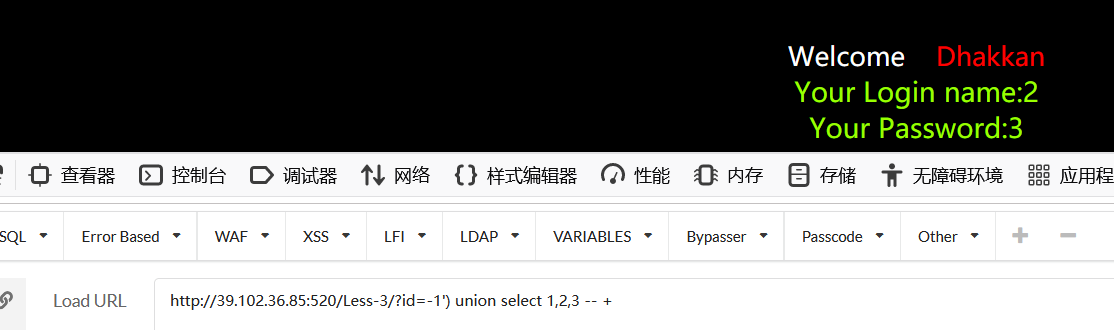 Welcome Dhakkan
Your Login name:2
Your Password:3
查看器 控制台 调试器 网络 {} 样式编辑器 性能 内存 存储 无障碍环境 应用程
SQL Error Based WAF XSS LFI LDAP VARIABLES Bypasser Passcode Other
Load URL http://39.102.36.85:520/Less-3/?id=-1') union select 1,2,3 -- +